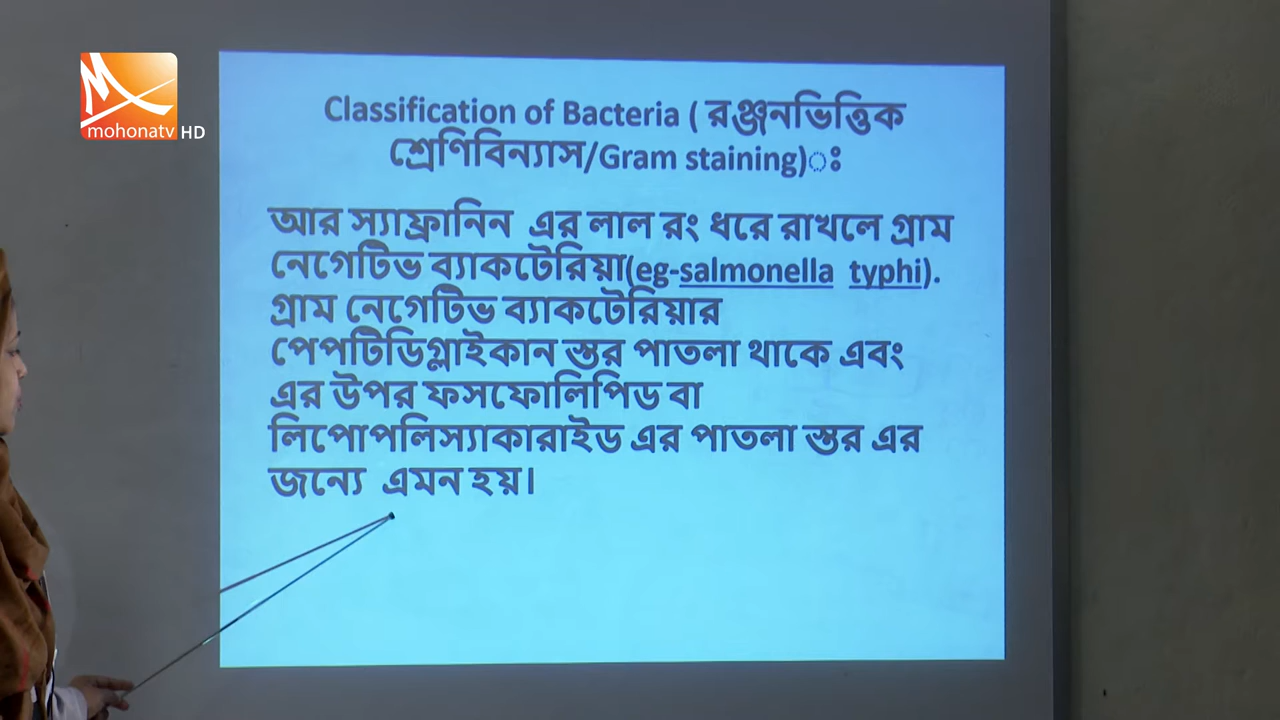 mohonatv HD
Classification of Bacteria ( রঞ্জনভিত্তিক
শ্রেণিবিন্যাস/Gram staining)ঃ
আর স্যাফ্রানিন এর লাল রং ধরে রাখলে গ্রাম
নেগেটিভ ব্যাকটেরিয়া(eg-salmonella typhi).
গ্রাম নেগেটিভ ব্যাকটেরিয়ার
পেপটিডিগ্লাইকান স্তর পাতলা থাকে এবং
এর উপর ফসফোলিপিড বা
লিপোপলিস্যাকারাইড এর পাতলা স্তর এর
জন্যে এমন হয়।